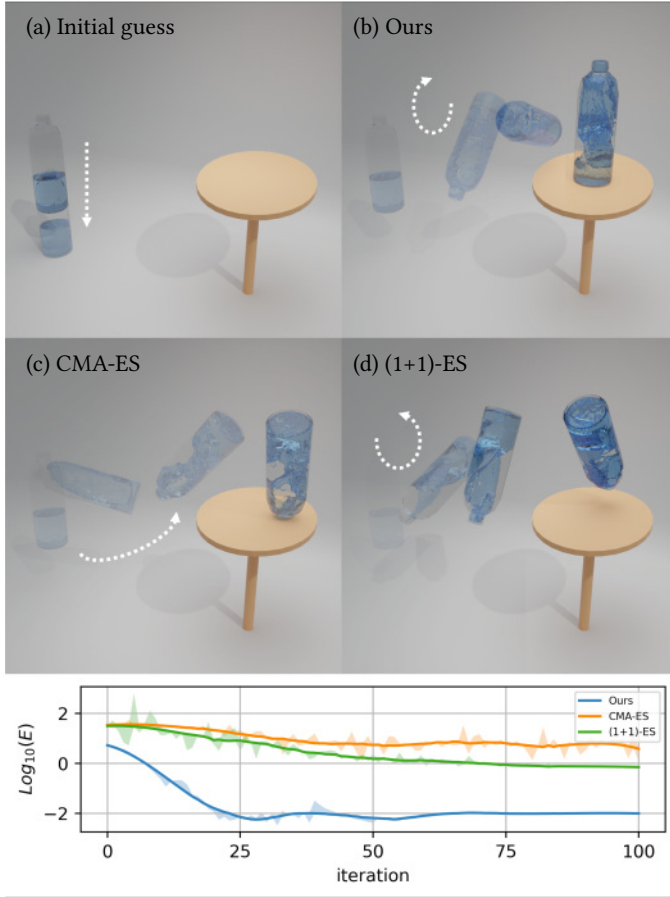 (a) Initial guess
(b) Ours
(c) CMA-ES
(d) (1+1)-ES
Log₁₀(E)
2
0
−2
Ours
CMA-ES
(1+1)-ES
0
25
50
75
100
iteration